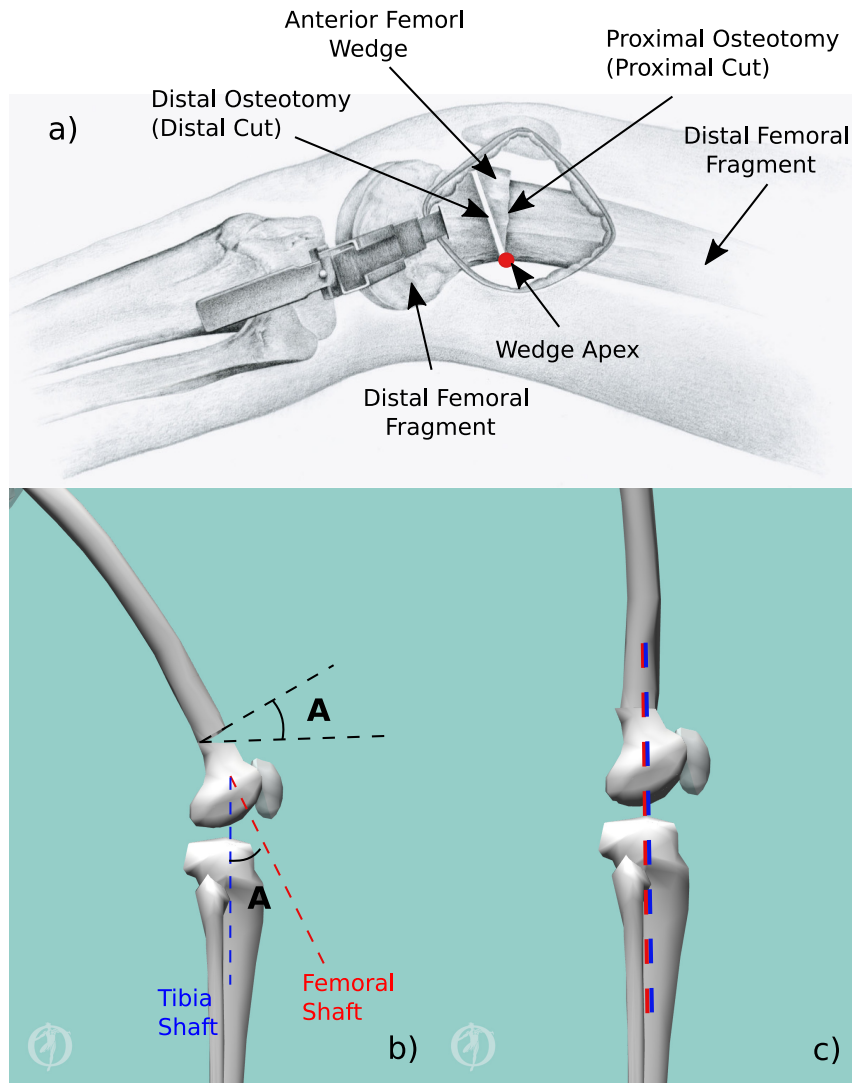 a)
Anterior Femorl
Wedge
Proximal Osteotomy
(Proximal Cut)
Distal Osteotomy
(Distal Cut)
Distal Femoral
Fragment
Wedge Apex
Distal Femoral
Fragment
A
A
Tibia
Shaft
Femoral
Shaft
b)
c)